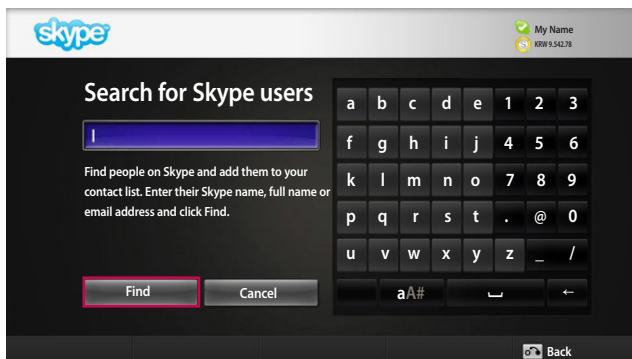 skype
My Name
KRW 9.542.78
Search for Skype users
Find people on Skype and add them to your
contact list. Enter their Skype name, full name or
email address and click Find.
Find Cancel
a b c d e 1 2 3
f g h i j 4 5 6
k l m n o 7 8 9
p q r s t . @ 0
u v w x y z _ /
aA# ←
Back